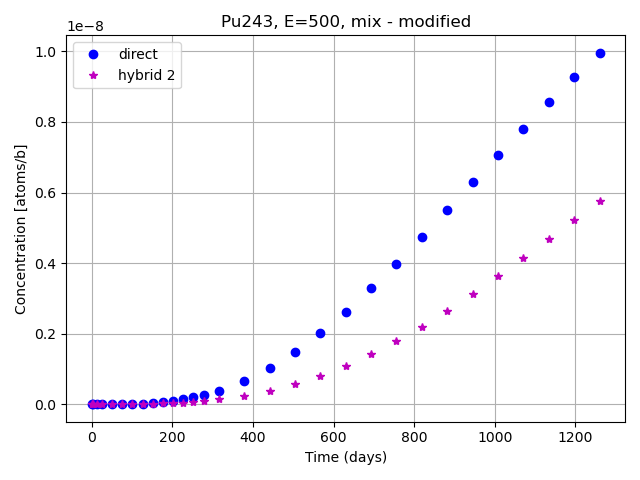 Pu243, E=500, mix - modified
1e−8
direct
hybrid 2
1.0
0.8
0.6
0.4
0.2
0.0
Concentration [atoms/b]
0 200 400 600 800 1000 1200
Time (days)